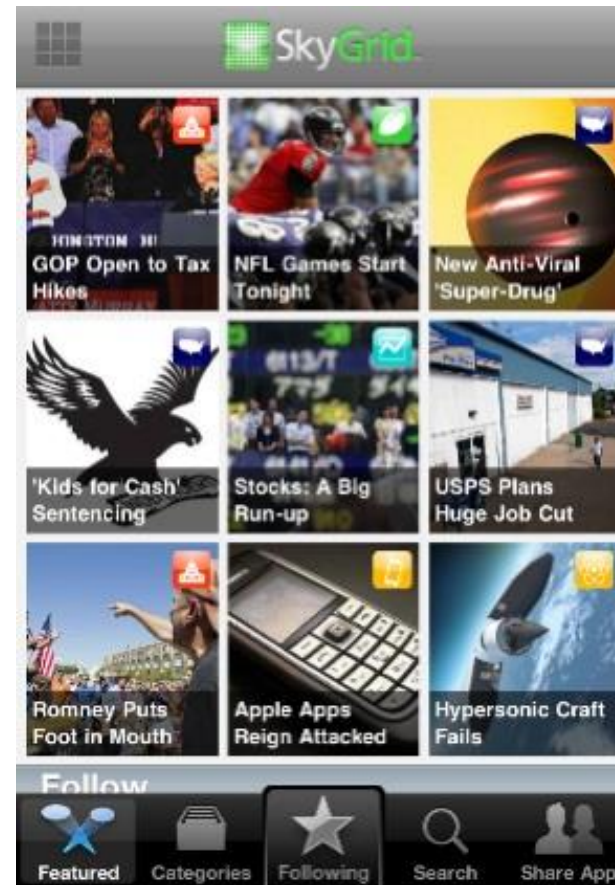 SkyGrid
GOP Open to Tax
Hikes
NFL Games Start
Tonight
New Anti-Viral
'Super-Drug'
'Kids for Cash'
Sentencing
Stocks: A Big
Run-up
USPS Plans
Huge Job Cut
Romney Puts
Foot in Mouth
Apple Apps
Reign Attacked
Hypersonic Craft
Fails
Follow
Featured
Categories
Following
Search
Share App